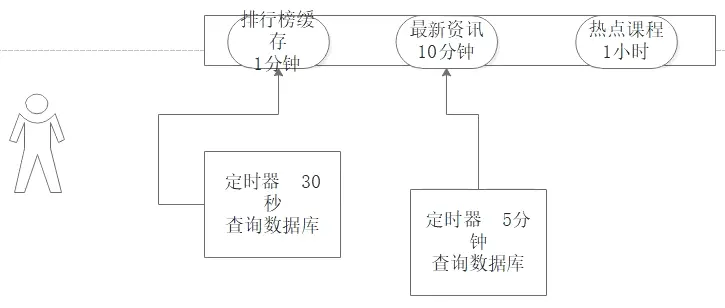 排行榜缓
存
1分钟
最新资讯
10分钟
热点课程
1小时
定时器 30
秒
查询数据库
定时器 5分
钟
查询数据库